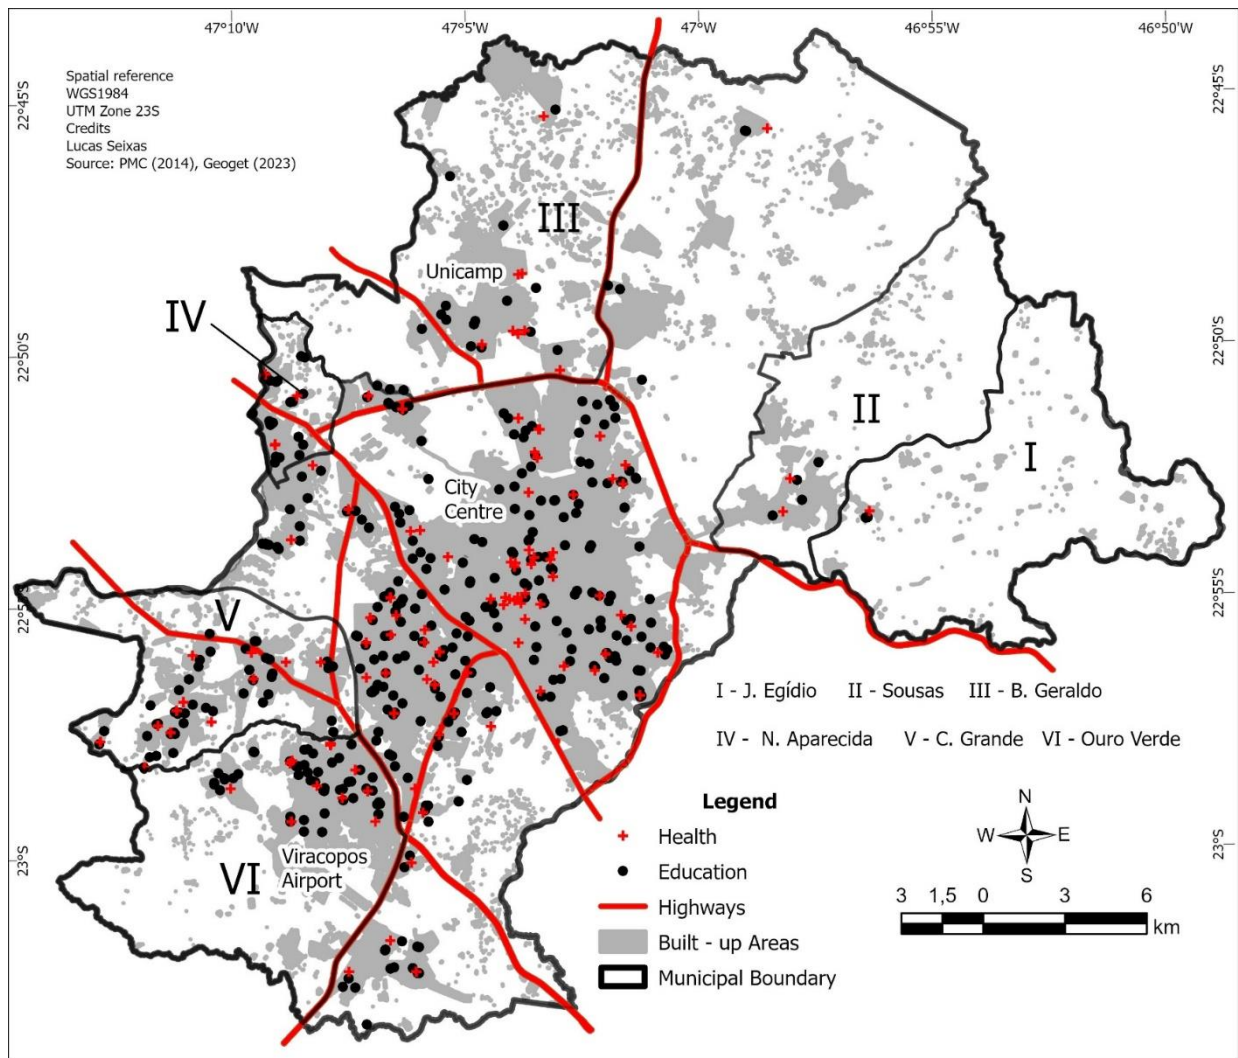 47°10'W 47°5'W 47°W 46°55'W 46°50'W
Spatial reference
WGS1984
UTM Zone 23S
Credits
Lucas Seixas
Source: PMC (2014), Geoget (2023)
22°45'S
22°45'S
III
Unicamp
IV
22°50'S
22°50'S
II
I
City
Centre
22°55'S
22°55'S
V
I - J. Egídio II - Sousas III - B. Geraldo
IV - N. Aparecida V - C. Grande VI - Ouro Verde
Legend
Health
Education
Highways
Built - up Areas
Municipal Boundary
N
W E
S
3 1,5 0 3 6
km
23°S
23°S
VI
Viracopos
Airport